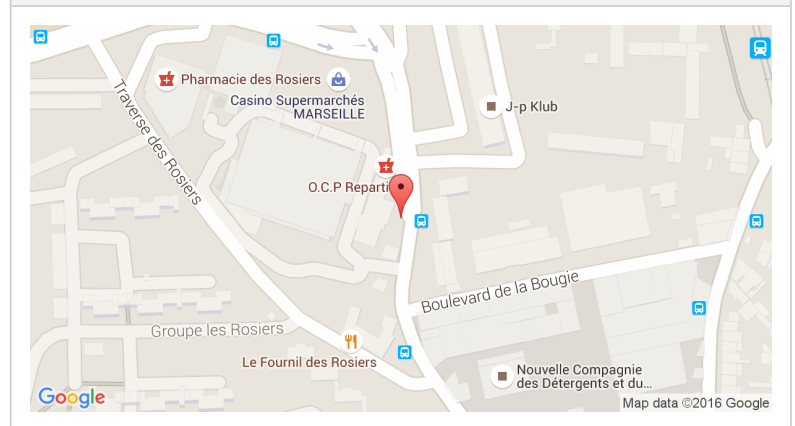 Pharmacie des Rosiers
Casino Supermarchés
MARSEILLE
J-p Klub
Traverse des Rosiers
O.C.P Reparti
Boulevard de la Bougie
Groupe les Rosiers
Le Fournil des Rosiers
Nouvelle Compagnie
des Détergents et du...
Google
Map data ©2016 Google